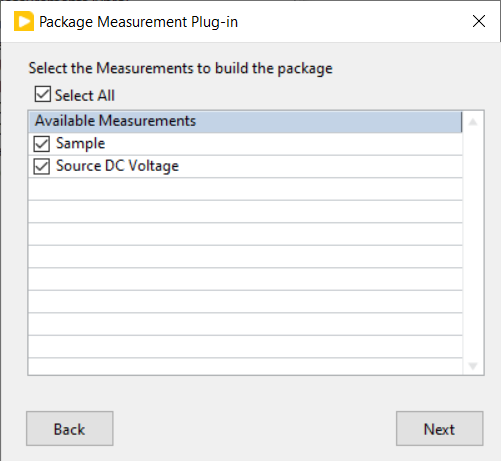 Package Measurement Plug-in
Select the Measurements to build the package
Select All
Available Measurements
Sample
Source DC Voltage
Back
Next